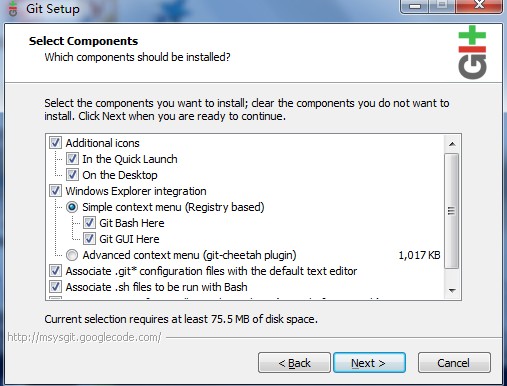 Git Setup
Select Components
Which components should be installed?
GIT
Select the components you want to install; clear the components you do not want to
install. Click Next when you are ready to continue.
Additional icons
In the Quick Launch
On the Desktop
Windows Explorer integration
Simple context menu (Registry based)
Git Bash Here
Git GUI Here
Advanced context menu (git-cheetah plugin) 1,017 KB
Associate .git* configuration files with the default text editor
Associate .sh files to be run with Bash
Current selection requires at least 75.5 MB of disk space.
http://msysgit.googlecode.com/
< Back Next > Cancel